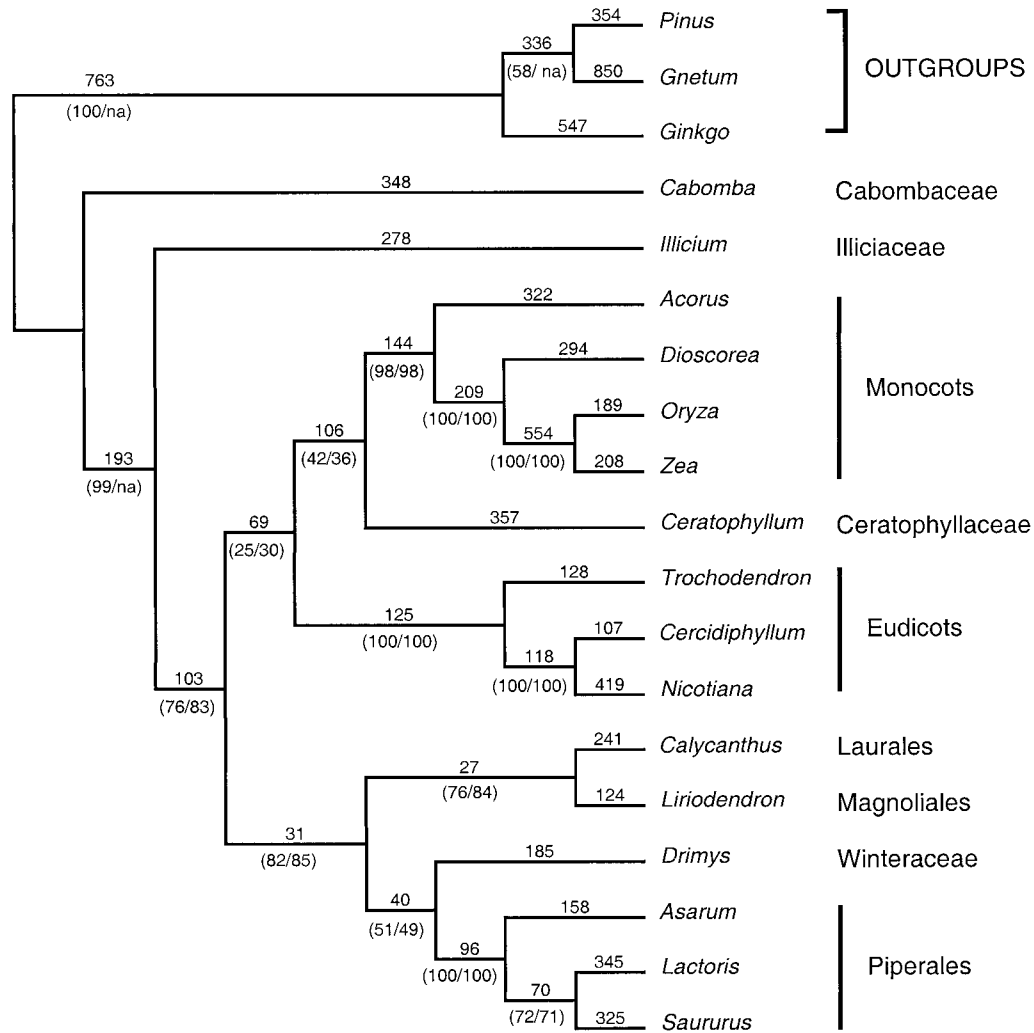 354 Pinus
336
(58/ na)
850 Gnetum
OUTGROUPS
763
(100/na)
547 Ginkgo
348 Cabomba Cabombaceae
278 Illicium Illiciaceae
322 Acorus
144
(98/98)
294 Dioscorea
Monocots
209
(100/100)
189 Oryza
554
(100/100)
208 Zea
106
(42/36)
193
(99/na)
357 Ceratophyllum Ceratophyllaceae
69
(25/30)
128 Trochodendron
125
(100/100)
107 Cercidiphyllum
Eudicots
118
(100/100)
419 Nicotiana
103
(76/83)
241 Calycanthus Laurales
27
(76/84)
124 Liriodendron Magnoliales
31
(82/85)
185 Drimys Winteraceae
40
(51/49)
158 Asarum
96
(100/100)
345 Lactoris
Piperales
70
(72/71)
325 Saururus